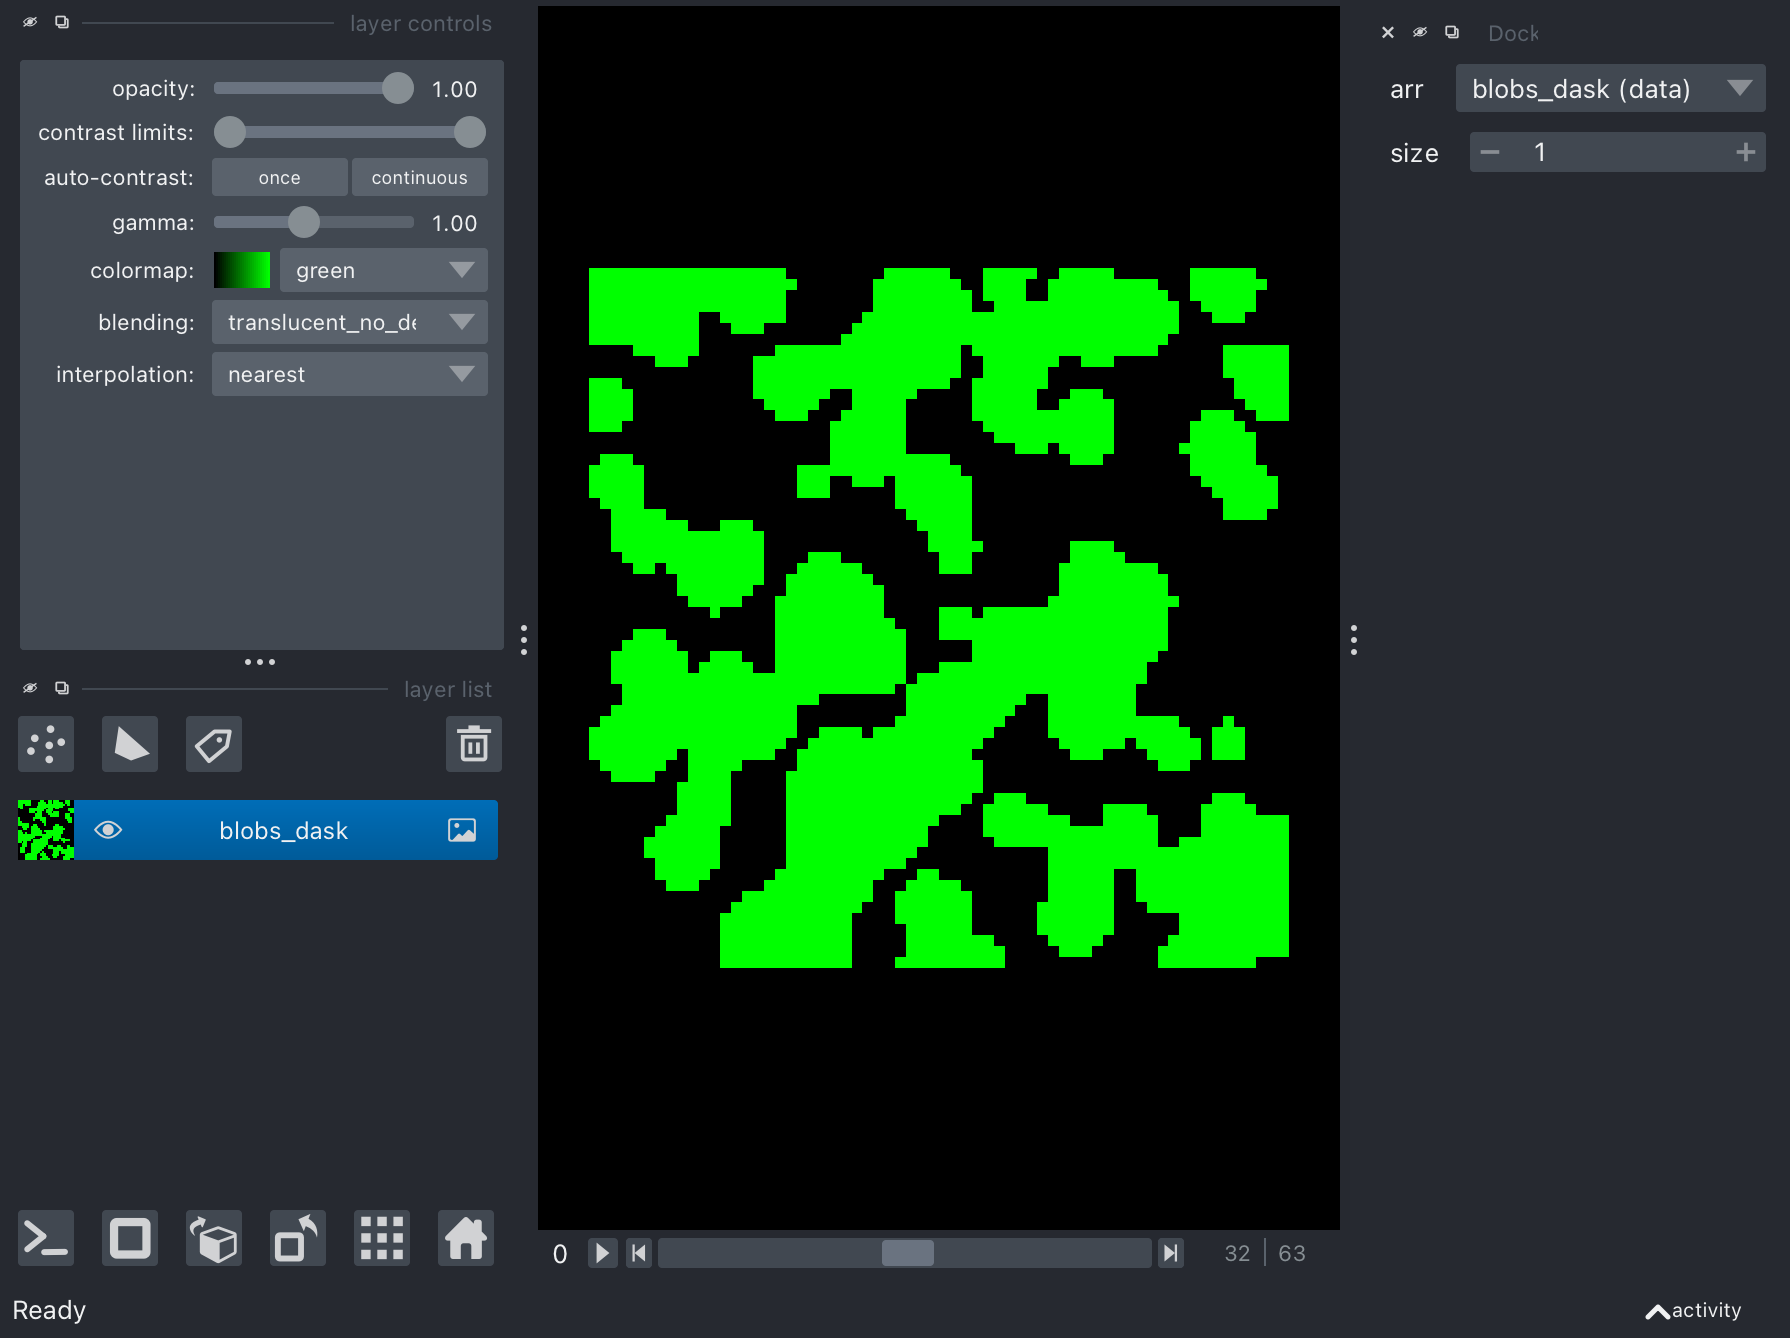 layer controls
opacity: 1.00
contrast limits:
auto-contrast: once continuous
gamma: 1.00
colormap: green
blending: translucent_no_de
interpolation: nearest
layer list
blobs_dask
Dock
arr blobs_dask (data)
size 1
0 32 63
Ready
activity